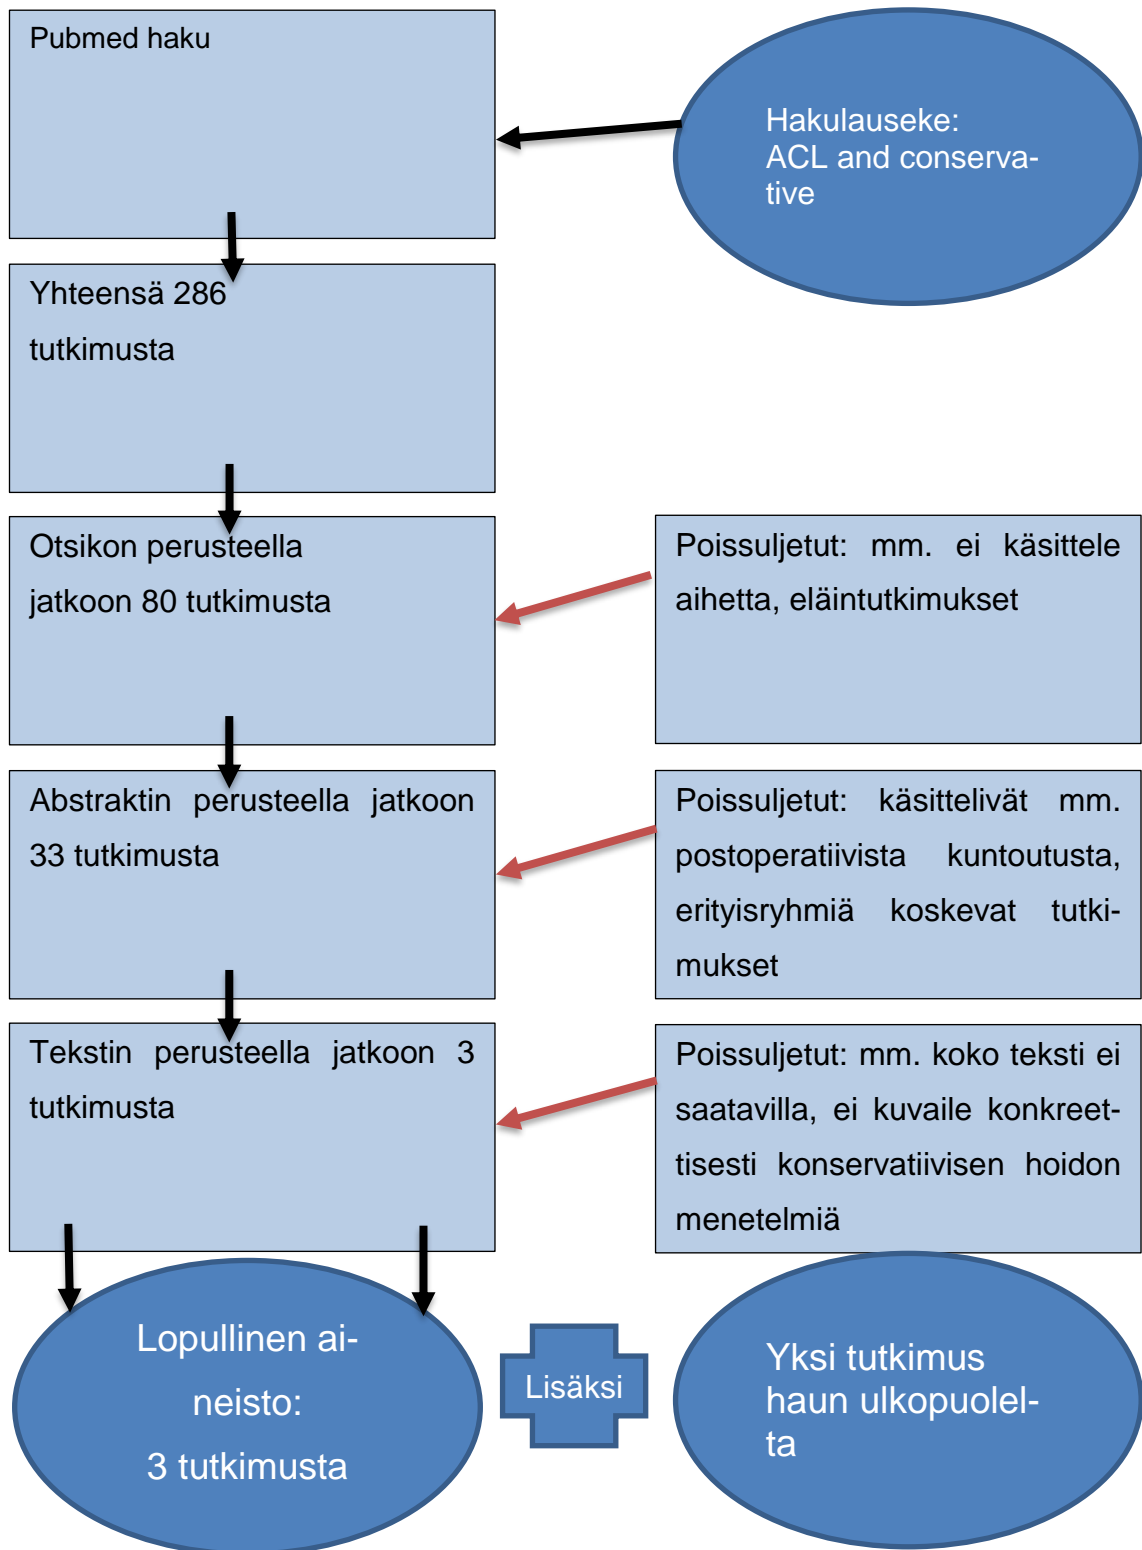 Pubmed haku
Hakulauseke:
ACL and conserva-
tive
Yhteensä 286
tutkimusta
Otsikon perusteella
jatkoon 80 tutkimusta
Poissuljetut: mm. ei käsittele
aihetta, eläintutkimukset
Abstraktin perusteella jatkoon
33 tutkimusta
Poissuljetut: käsittelivät mm.
postoperatiivista kuntoutusta,
erityisryhmiä koskevat tutki-
mukset
Tekstin perusteella jatkoon 3
tutkimusta
Poissuljetut: mm. koko teksti ei
saatavilla, ei kuvaile konkreet-
tisesti konservatiivisen hoidon
menetelmiä
Lopullinen ai-
neisto:
3 tutkimusta
Lisäksi
Yksi tutkimus
haun ulkopuolel-
ta